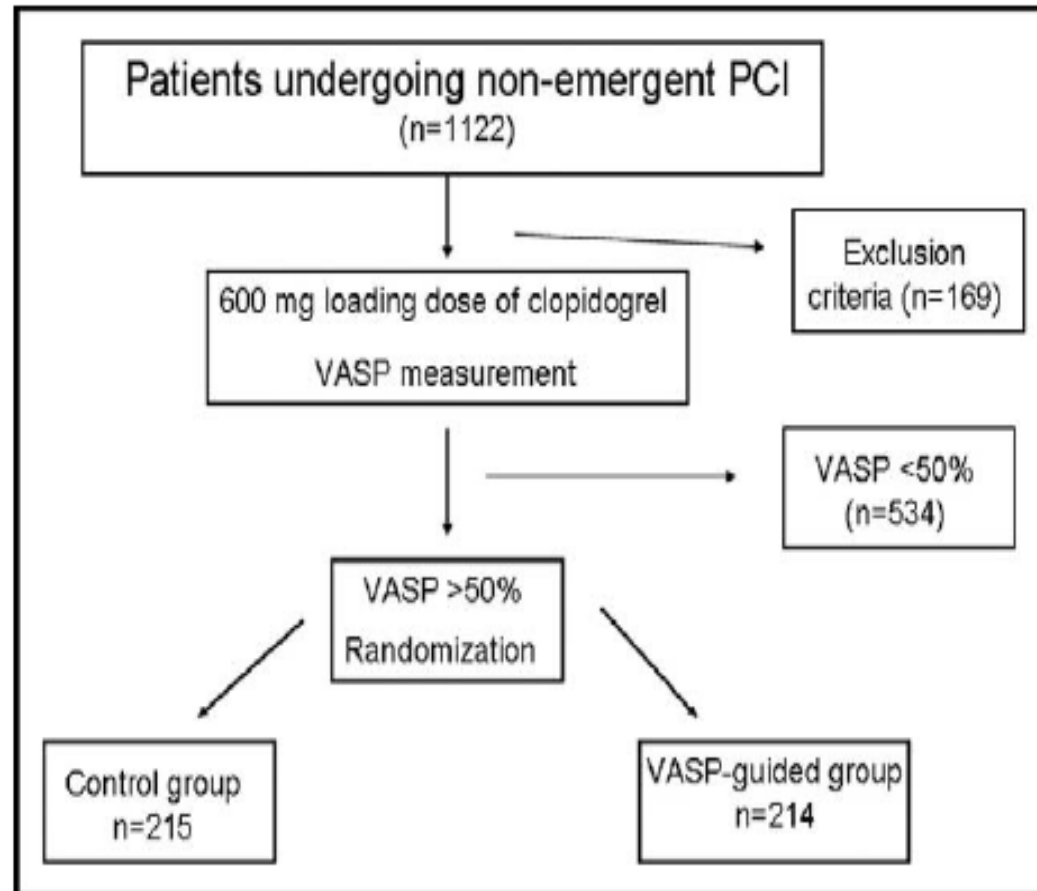 Patients undergoing non-emergent PCI
(n=1122)
Exclusion
criteria (n=169)
600 mg loading dose of clopidogrel
VASP measurement
VASP <50%
(n=534)
VASP >50%
Randomization
Control group
n=215
VASP-guided group
n=214